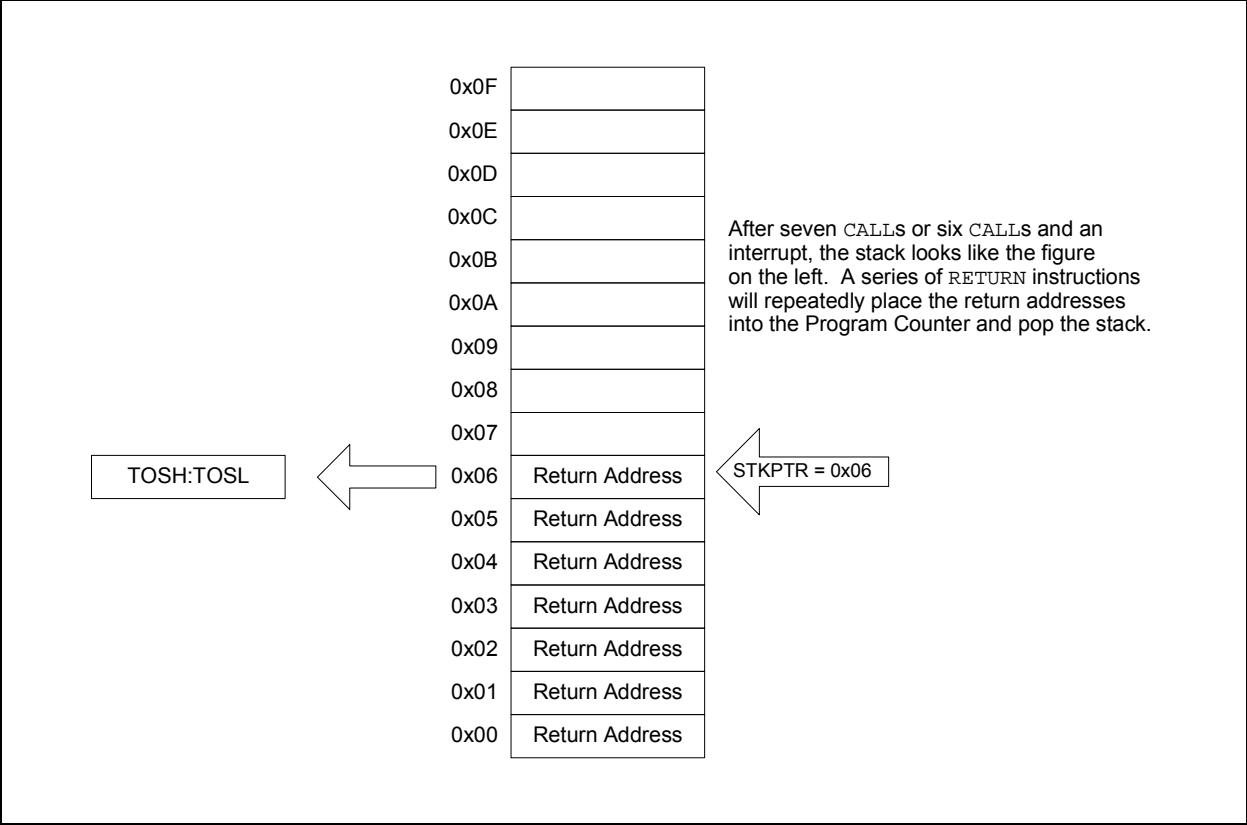 0x0F
0x0E
0x0D
0x0C
0x0B
0x0A
0x09
0x08
0x07
After seven CALLs or six CALLs and an
interrupt, the stack looks like the figure
on the left. A series of RETURN instructions
will repeatedly place the return addresses
into the Program Counter and pop the stack.
TOSH:TOSL
0x06 Return Address
STKPTR = 0x06
0x05 Return Address
0x04 Return Address
0x03 Return Address
0x02 Return Address
0x01 Return Address
0x00 Return Address